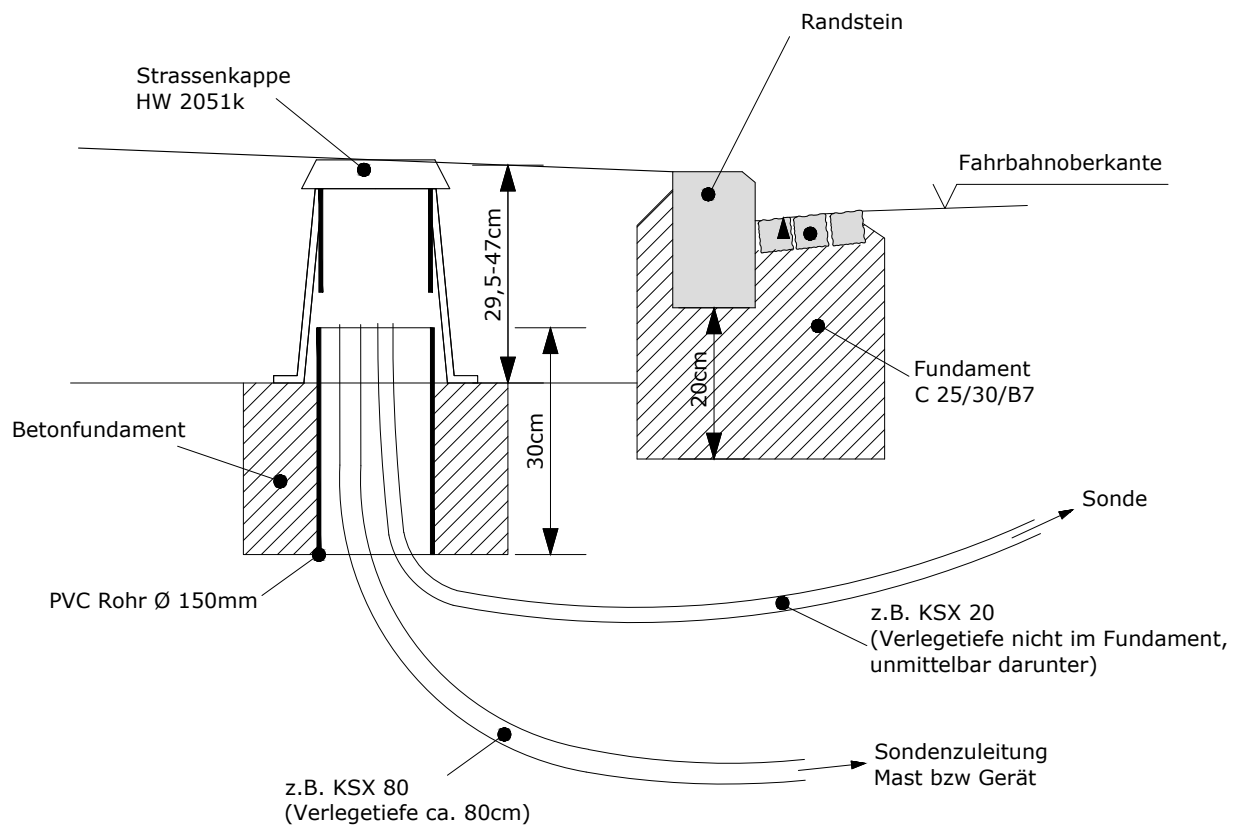 Randstein
Strassenkappe
HW 2051k
Fahrbahnoberkante
29,5-47cm
20cm
Fundament
C 25/30/B7
Betonfundament
30cm
Sonde
PVC Rohr Ø 150mm
z.B. KSX 20
(Verlegetiefe nicht im Fundament,
unmittelbar darunter)
Sondenzuleitung
Mast bzw Gerät
z.B. KSX 80
(Verlegetiefe ca. 80cm)